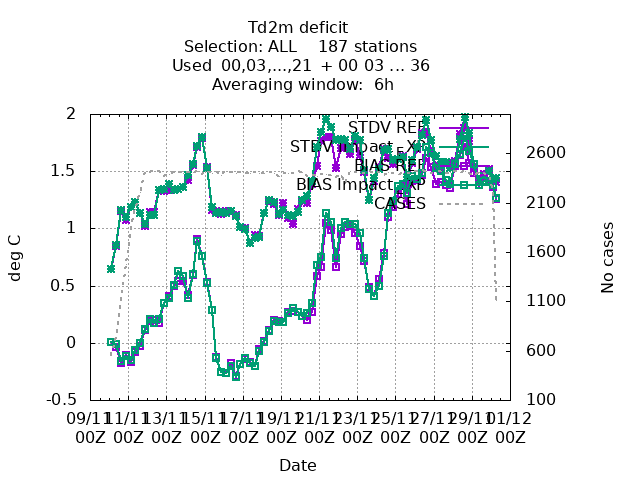 Td2m deficit
Selection: ALL    187 stations
Used  00,03,...,21  + 00 03 ... 36
Averaging window:  6h
STDV REF
STDV Impact_XP
BIAS REF
BIAS Impact_XP
CASES
2
1.5
1
0.5
0
-0.5
deg C
2600
2100
1600
1100
600
100
No cases
09/11 11/11 13/11 15/11 17/11 19/11 21/11 23/11 25/11 27/11 29/11 01/12
00Z 00Z 00Z 00Z 00Z 00Z 00Z 00Z 00Z 00Z 00Z 00Z
Date